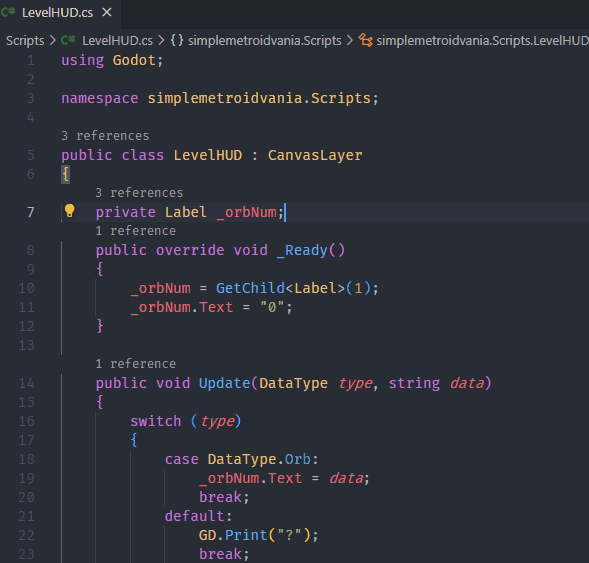 C# LevelHUD.cs ×
Scripts > C# LevelHUD.cs > {} simplemetroidvania.Scripts > simplemetroidvania.Scripts.LevelHUD
1 using Godot;
2
3 namespace simplemetroidvania.Scripts;
4
3 references
5 public class LevelHUD : CanvasLayer
6 {
3 references
7 private Label _orbNum;
1 reference
8 public override void _Ready()
9 {
10 _orbNum = GetChild<Label>(1);
11 _orbNum.Text = "0";
12 }
13
1 reference
14 public void Update(DataType type, string data)
15 {
16 switch (type)
17 {
18 case DataType.Orb:
19 _orbNum.Text = data;
20 break;
21 default:
22 GD.Print("?");
23 break;